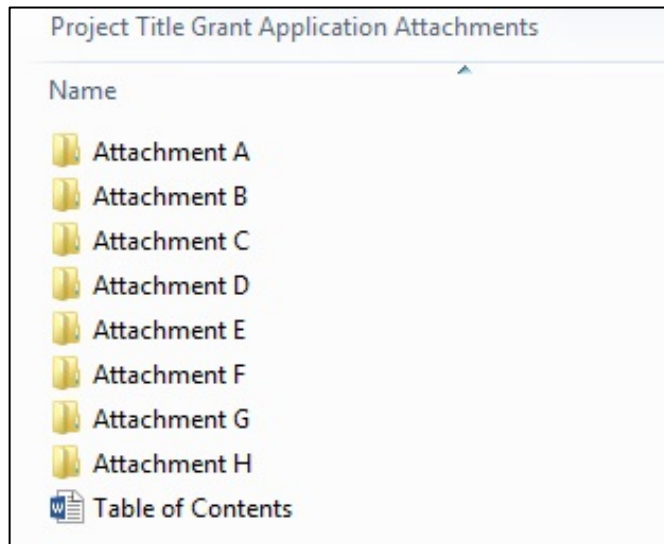 Project Title Grant Application Attachments
Name
Attachment A
Attachment B
Attachment C
Attachment D
Attachment E
Attachment F
Attachment G
Attachment H
Table of Contents